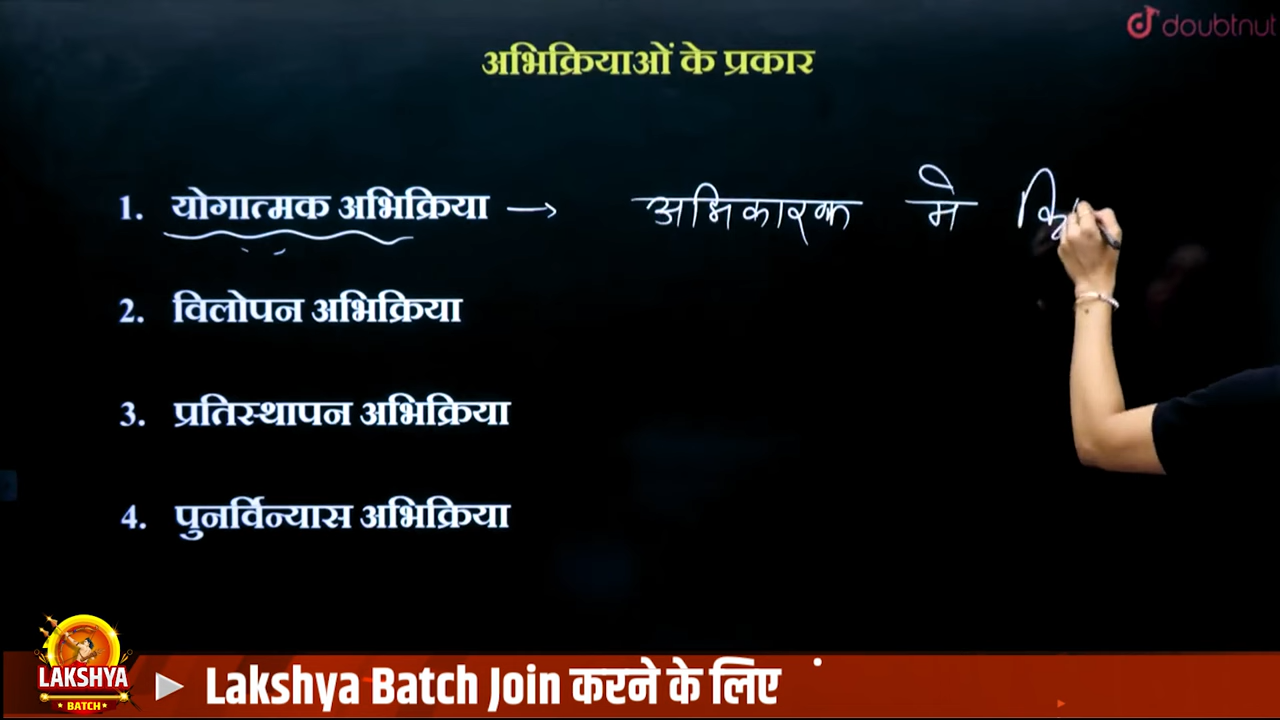 doubtnut
अभिक्रियाओं के प्रकार
1. योगात्मक अभिक्रिया → अभिकारक में
2. विलोपन अभिक्रिया
3. प्रतिस्थापन अभिक्रिया
4. पुनर्विन्यास अभिक्रिया
LAKSHYA
BATCH
Lakshya Batch Join करने के लिए